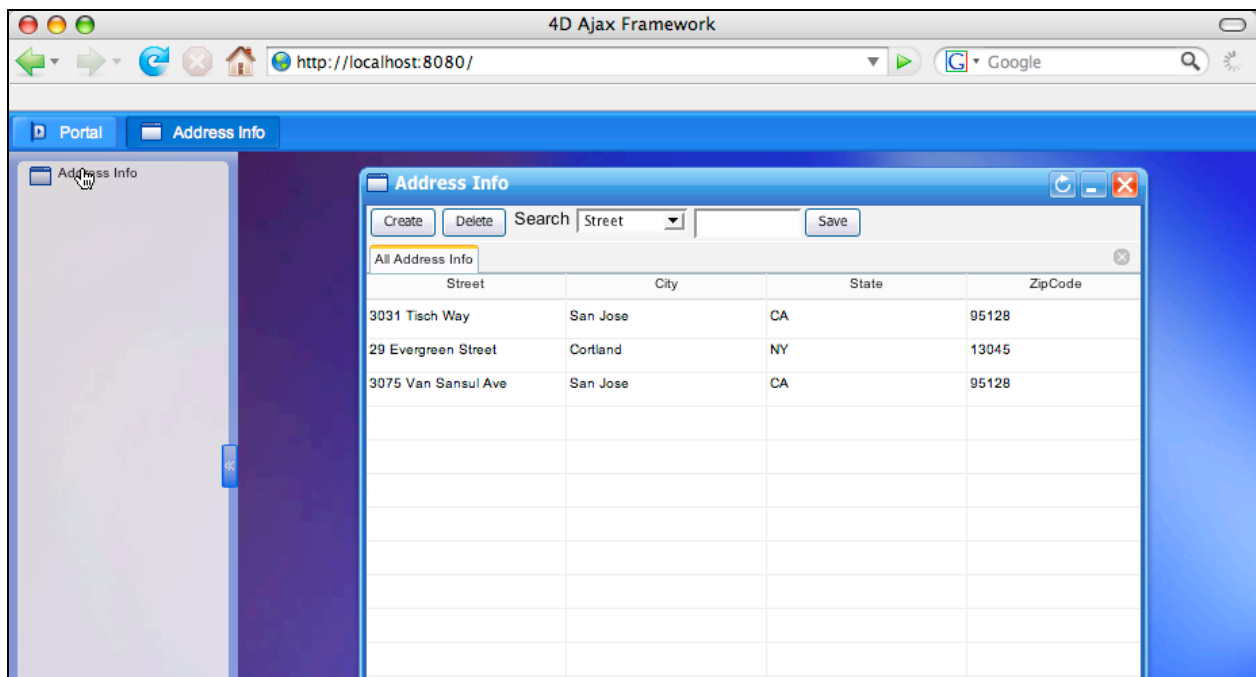 4D Ajax Framework
http://localhost:8080/ G Google
D Portal Address Info
Address Info
Address Info
Create Delete Search Street Save
All Address Info
Street City State ZipCode
3031 Tisch Way San Jose CA 95128
29 Evergreen Street Cortland NY 13045
3075 Van Sansul Ave San Jose CA 95128